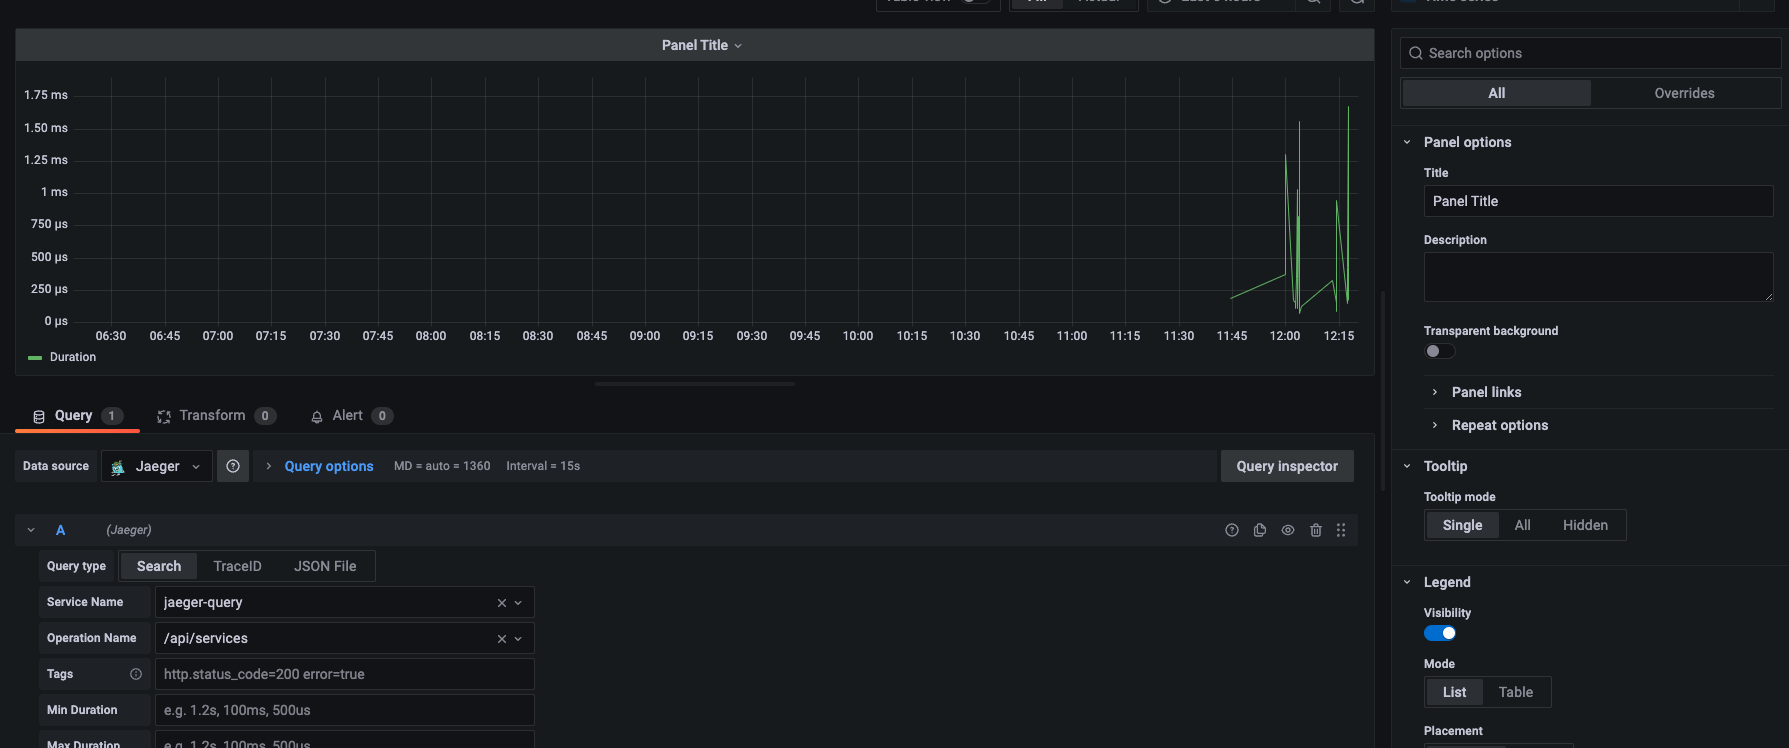 Panel Title
1.75 ms
1.50 ms
1.25 ms
1 ms
750 µs
500 µs
250 µs
0 µs
06:30 06:45 07:00 07:15 07:30 07:45 08:00 08:15 08:30 08:45 09:00 09:15 09:30 09:45 10:00 10:15 10:30 10:45 11:00 11:15 11:30 11:45 12:00 12:15
Duration
Query 1 Transform 0 Alert 0
Data source Jaeger Query options MD = auto = 1360 Interval = 15s Query inspector
A (Jaeger)
Query type Search TraceID JSON File
Service Name jaeger-query
Operation Name /api/services
Tags http.status_code=200 error=true
Min Duration e.g. 1.2s, 100ms, 500us
Max Duration e.g. 1.2s, 100ms, 500us
Search options
All Overrides
Panel options
Title
Panel Title
Description
Transparent background
Panel links
Repeat options
Tooltip
Tooltip mode
Single All Hidden
Legend
Visibility
Mode
List Table
Placement